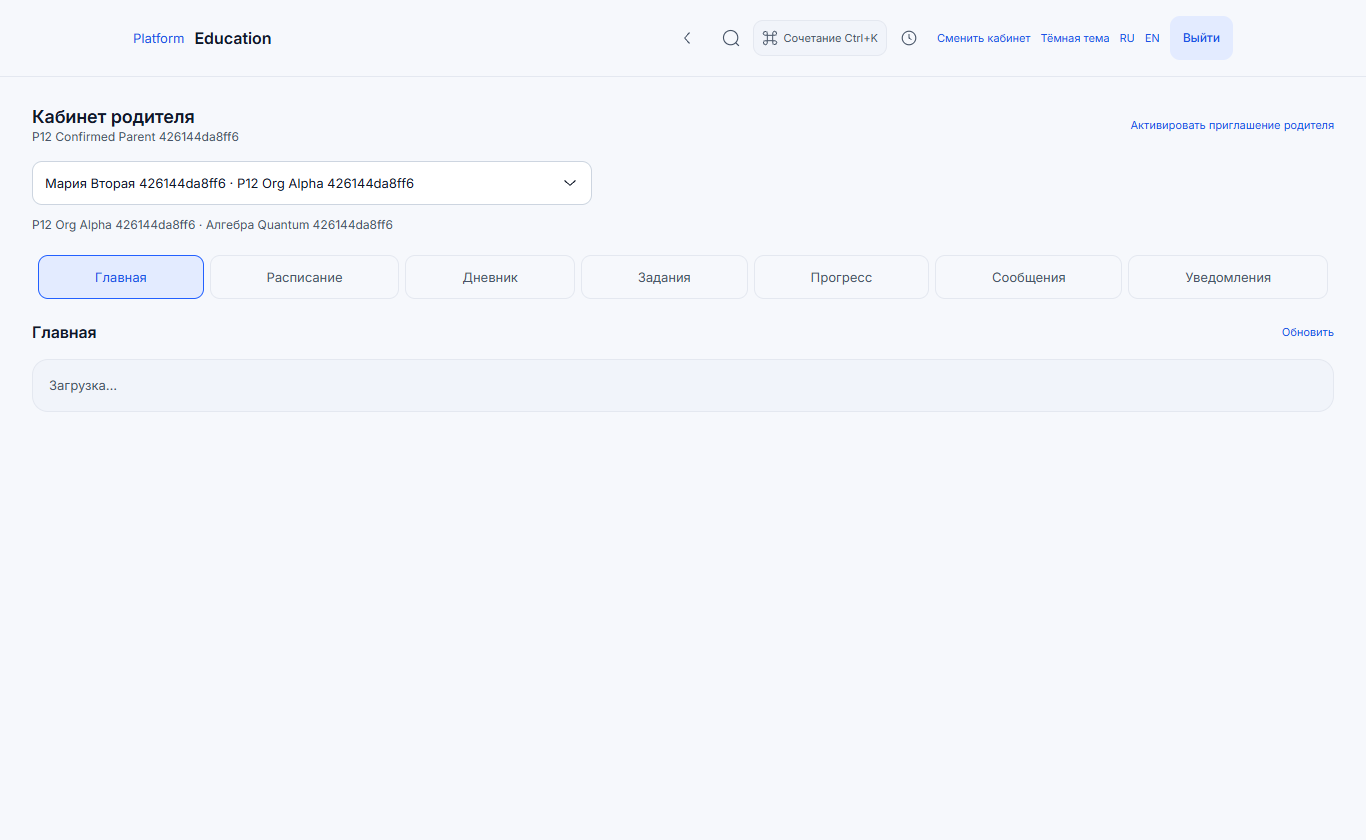 Platform Education
Сочетание Ctrl+K
Сменить кабинет
Тёмная тема
RU
EN
Выйти
Кабинет родителя
P12 Confirmed Parent 426144da8ff6
Активировать приглашение родителя
Мария Вторая 426144da8ff6 · P12 Org Alpha 426144da8ff6
P12 Org Alpha 426144da8ff6 · Алгебра Quantum 426144da8ff6
Главная
Расписание
Дневник
Задания
Прогресс
Сообщения
Уведомления
Главная
Обновить
Загрузка...